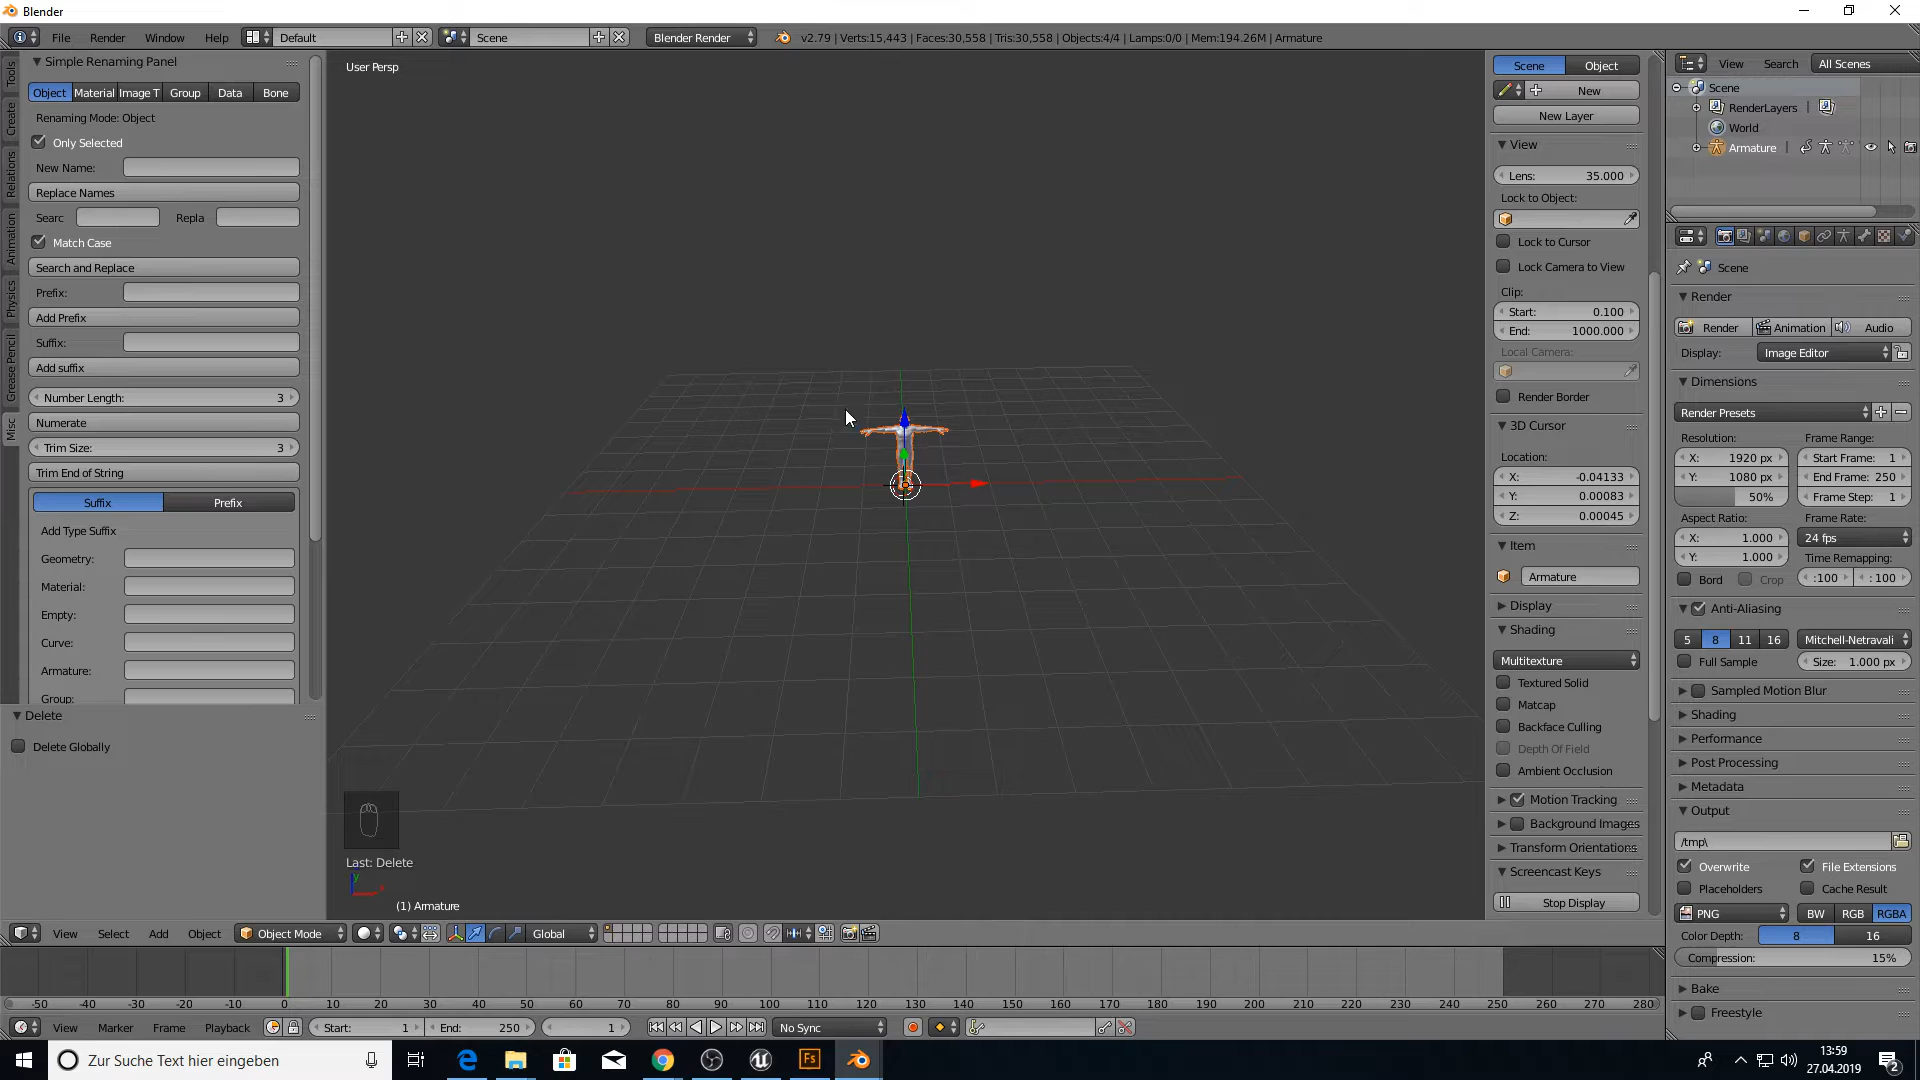 Blender
File Render Window Help Default Scene Blender Render v2.79 | Verts:15,443 | Faces:30,558 | Tris:30,558 | Objects:4/4 | Lamps:0/0 | Mem:194.26M | Armature
Tools
Create
Relations
Animation
Physics
Grease Pencil
Misc
Simple Renaming Panel
Object Material Image T Group Data Bone
Renaming Mode: Object
Only Selected
New Name:
Replace Names
Searc Repla
Match Case
Search and Replace
Prefix:
Add Prefix
Suffix:
Add suffix
Number Length: 3
Numerate
Trim Size: 3
Trim End of String
Suffix Prefix
Add Type Suffix
Geometry:
Material:
Empty:
Curve:
Armature:
Group:
Delete
Delete Globally
User Persp
Last: Delete
(1) Armature
Scene Object
New
New Layer
View
Lens: 35.000
Lock to Object:
Lock to Cursor
Lock Camera to View
Clip:
Start: 0.100
End: 1000.000
Local Camera:
Render Border
3D Cursor
Location:
X: -0.04133
Y: 0.00083
Z: 0.00045
Item
Armature
Display
Shading
Multitexture
Textured Solid
Matcap
Backface Culling
Depth Of Field
Ambient Occlusion
Motion Tracking
Background Images
Transform Orientations
Screencast Keys
Stop Display
View Search All Scenes
Scene
RenderLayers
World
Armature
Scene
Render
Render Animation Audio
Display: Image Editor
Dimensions
Render Presets
Resolution: Frame Range:
X: 1920 px Start Frame: 1
Y: 1080 px End Frame: 250
50% Frame Step: 1
Aspect Ratio: Frame Rate:
X: 1.000 24 fps
Y: 1.000 Time Remapping:
Bord Crop :100 : 100
Anti-Aliasing
5 8 11 16 Mitchell-Netravali
Full Sample Size: 1.000 px
Sampled Motion Blur
Shading
Performance
Post Processing
Metadata
Output
/tmp\
Overwrite File Extensions
Placeholders Cache Result
PNG BW RGB RGBA
Color Depth: 8 16
Compression: 15%
Bake
Freestyle
View Select Add Object Object Mode Global
-50 -40 -30 -20 -10 0 10 20 30 40 50 60 70 80 90 100 110 120 130 140 150 160 170 180 190 200 210 220 230 240 250 260 270 280
View Marker Frame Playback Start: 1 End: 250 1 No Sync
Zur Suche Text hier eingeben
Fs
13:59
27.04.2019
2